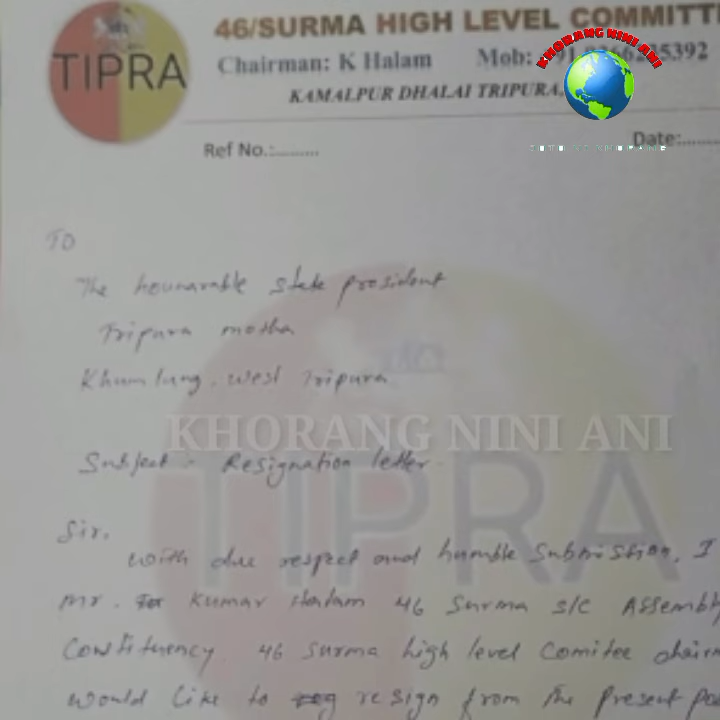 TIPRA
46/SURMA HIGH LEVEL COMMITT
Chairman: K Halam Mob:
KAMALPUR DHALAI TRIPURA,
KHORANG NINI ANI
Ref No.:......... Date:.......
TO
The hounarable state president
Tripura motha
Khumlung. west Tripura
KHORANG NINI ANI
Subject - Resignation letter.
TIPRA
Sir,
with due respect and humble submission, I
Mr. Kumar Halam 46 Surma S/C Assembly
Constituency. 46 Surma high level Comitee chairm
would like to resign from the present po